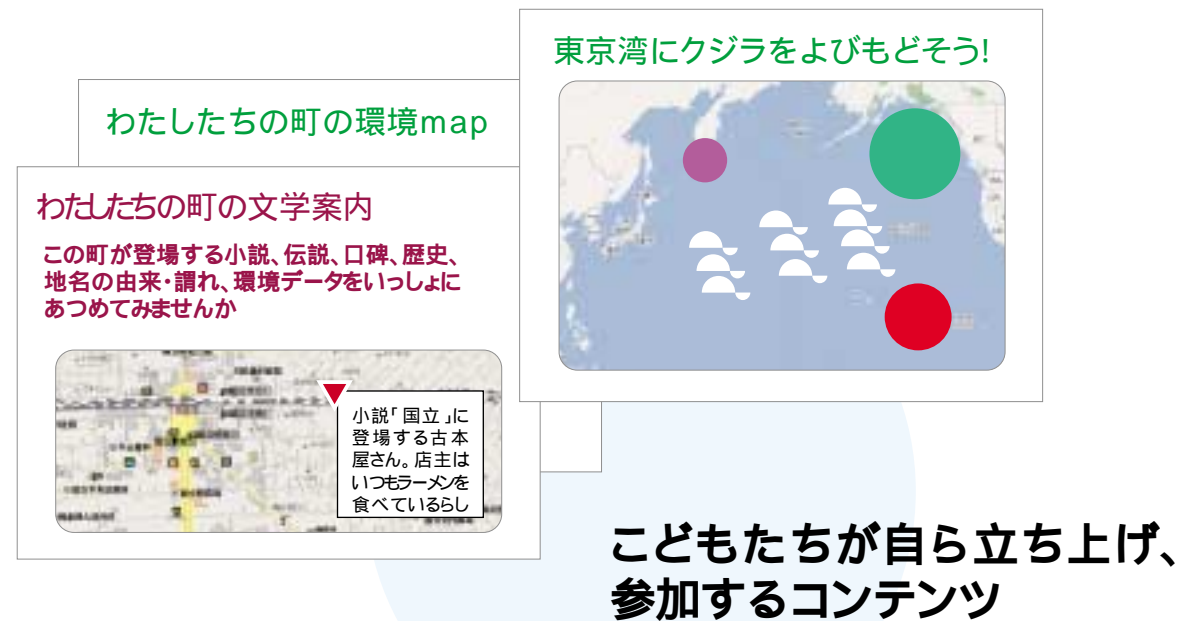 東京湾にクジラをよびもどそう!
わたしたちの町の環境map
わたしたちの町の文学案内
この町が登場する小説、伝説、口碑、歴史、
地名の由来・謂れ、環境データをいっしょに
あつめてみませんか
小説「国立」に
登場する古本
屋さん。店主は
いつもラーメンを
食べているらし
こどもたちが自ら立ち上げ、
参加するコンテンツ